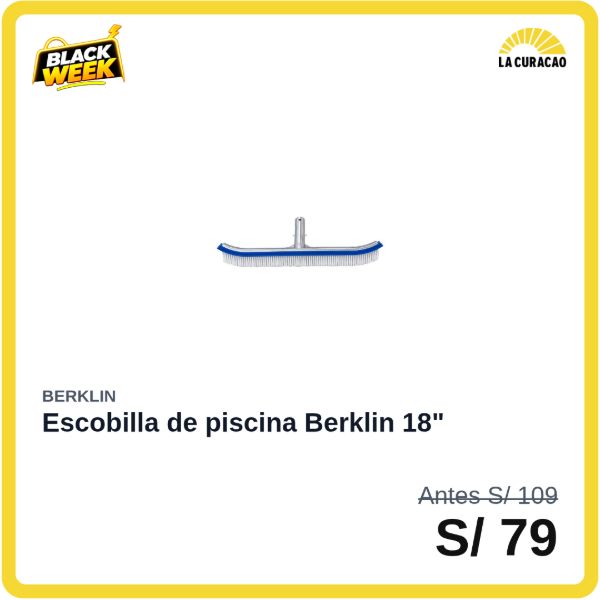 BLACK
WEEK
LA CURACAO
BERKLIN
Escobilla de piscina Berklin 18"
Antes S/ 109
S/ 79